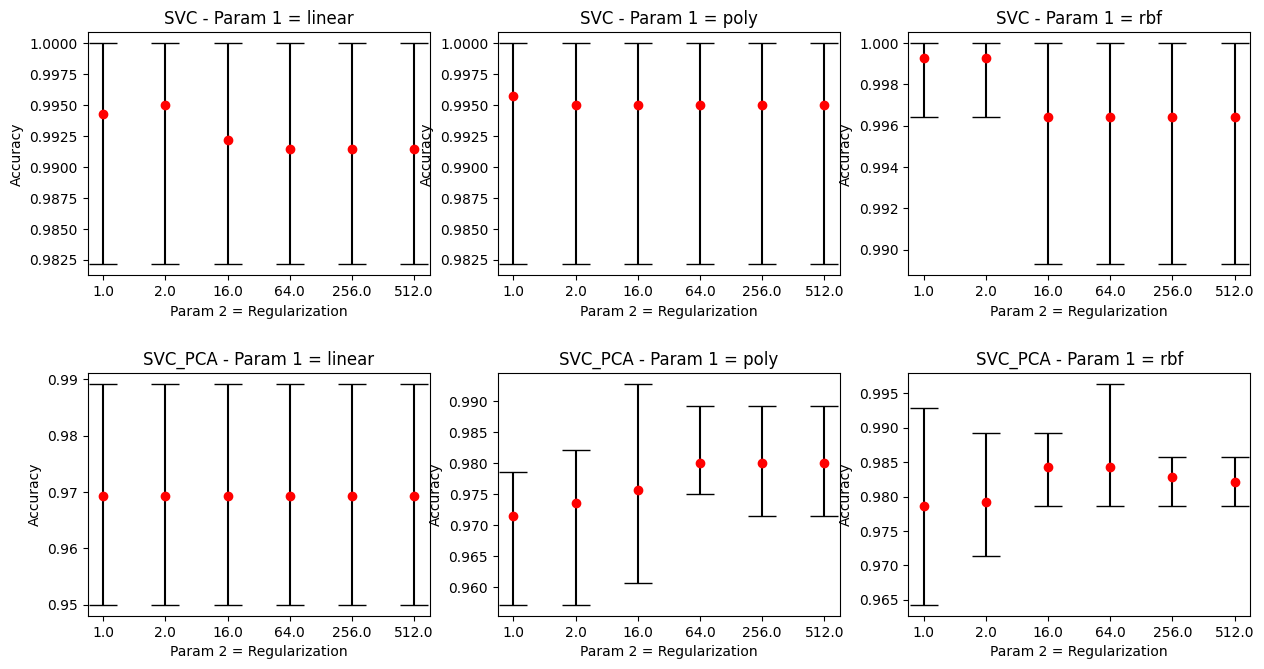 SVC - Param 1 = linear
1.0000
0.9975
0.9950
0.9925
0.9900
0.9875
0.9850
0.9825
Accuracy
1.0 2.0 16.0 64.0 256.0 512.0
Param 2 = Regularization
SVC - Param 1 = poly
1.0000
0.9975
0.9950
0.9925
0.9900
0.9875
0.9850
0.9825
Accuracy
1.0 2.0 16.0 64.0 256.0 512.0
Param 2 = Regularization
SVC - Param 1 = rbf
1.000
0.998
0.996
0.994
0.992
0.990
Accuracy
1.0 2.0 16.0 64.0 256.0 512.0
Param 2 = Regularization
SVC_PCA - Param 1 = linear
0.99
0.98
0.97
0.96
0.95
Accuracy
1.0 2.0 16.0 64.0 256.0 512.0
Param 2 = Regularization
SVC_PCA - Param 1 = poly
0.990
0.985
0.980
0.975
0.970
0.965
0.960
Accuracy
1.0 2.0 16.0 64.0 256.0 512.0
Param 2 = Regularization
SVC_PCA - Param 1 = rbf
0.995
0.990
0.985
0.980
0.975
0.970
0.965
Accuracy
1.0 2.0 16.0 64.0 256.0 512.0
Param 2 = Regularization